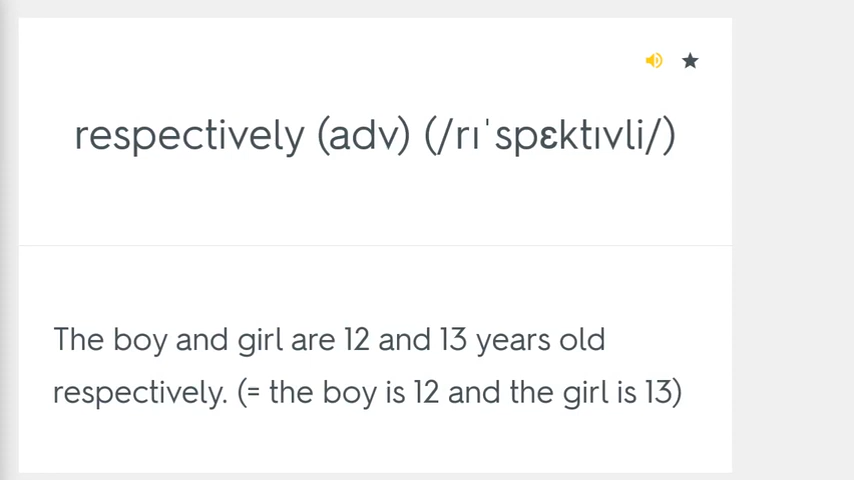 respectively (adv) (/rɪˈspɛktɪvli/)
The boy and girl are 12 and 13 years old
respectively. (= the boy is 12 and the girl is 13)